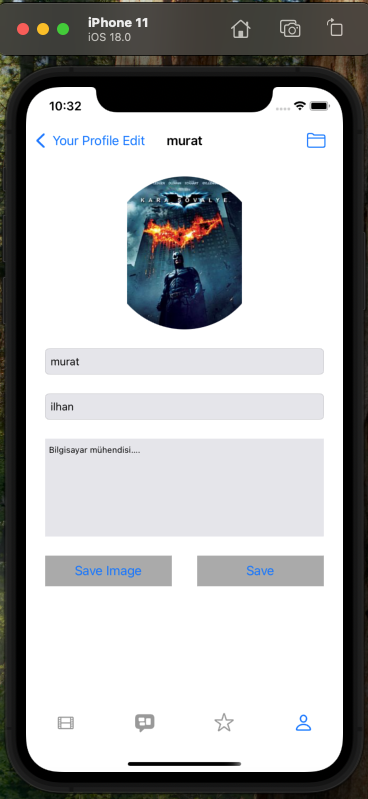 iPhone 11
iOS 18.0
10:32
Your Profile Edit
murat
KARA ŞÖVALYE
murat
ilhan
Bilgisayar mühendisi....
Save Image
Save